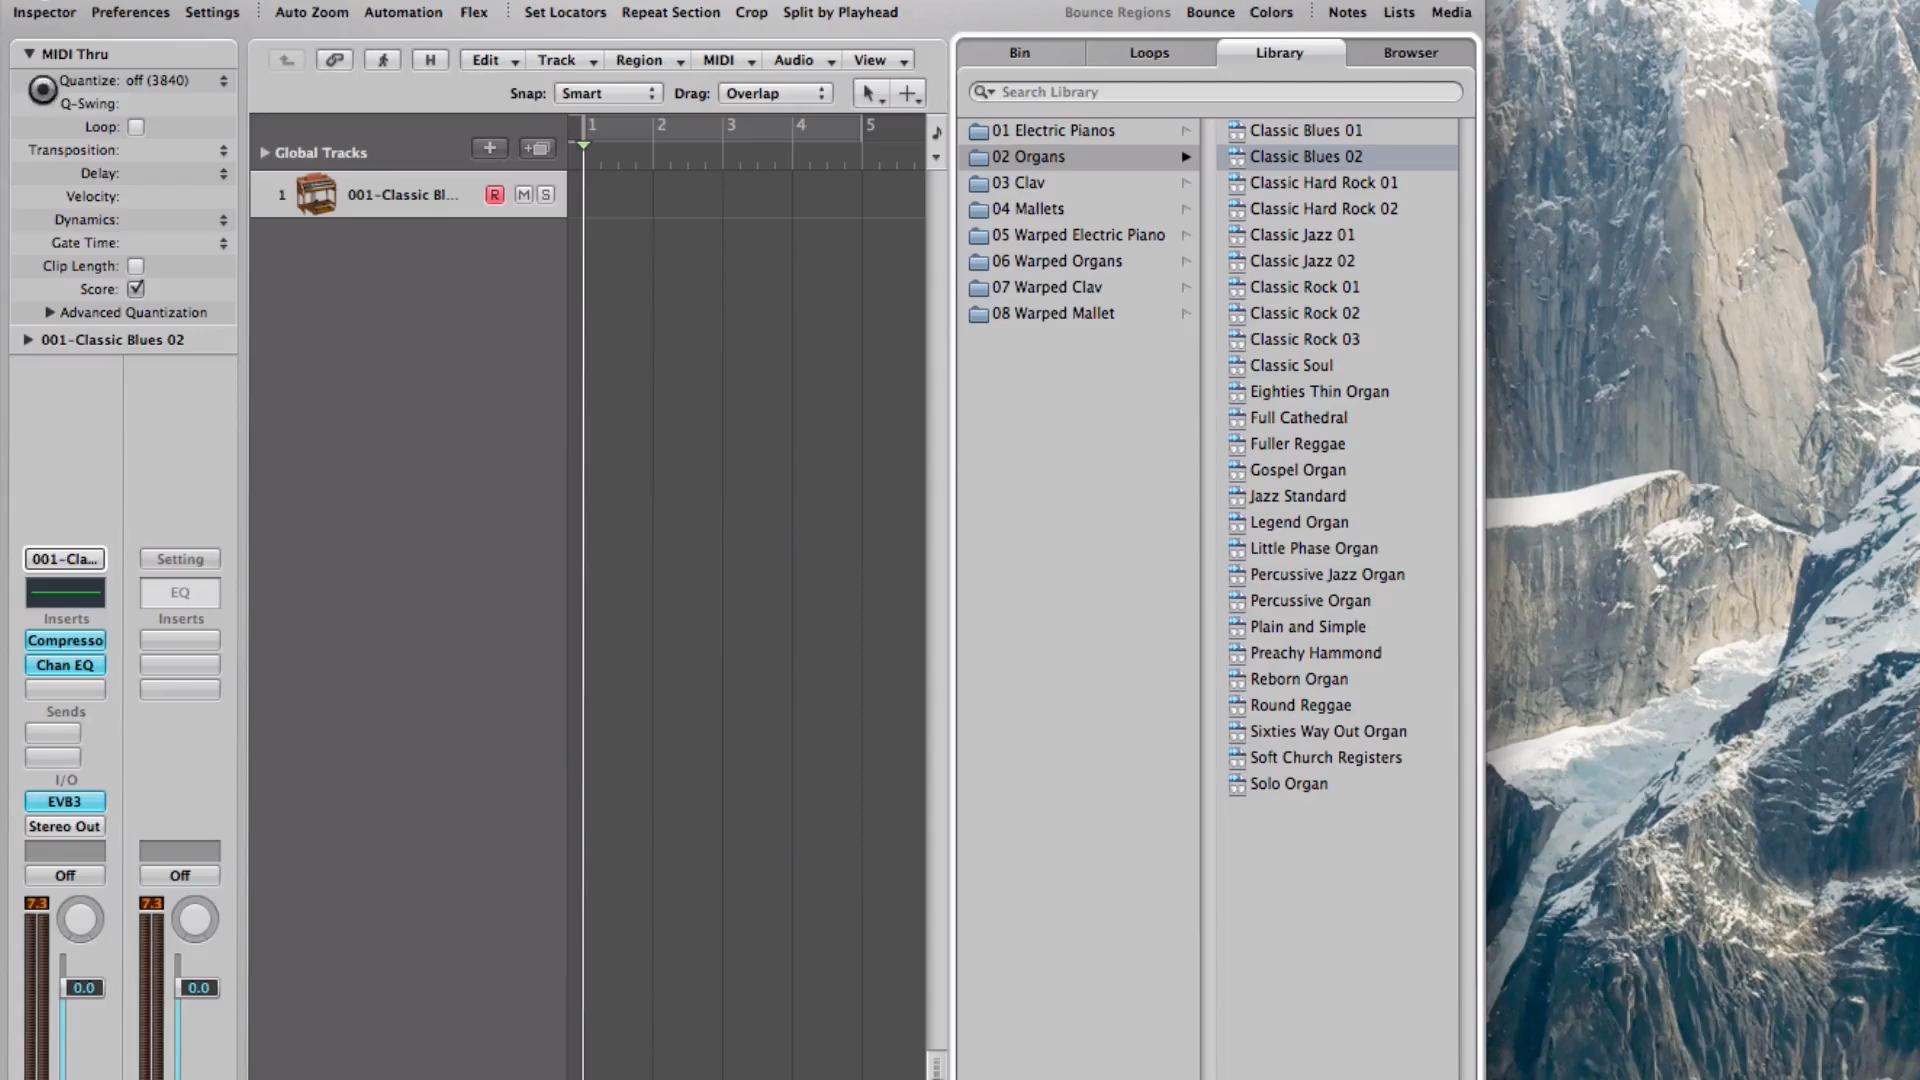 Inspector Preferences Settings Auto Zoom Automation Flex Set Locators Repeat Section Crop Split by Playhead Bounce Regions Bounce Colors Notes Lists Media
MIDI Thru
Quantize: off (3840)
Q-Swing:
Loop:
Transposition:
Delay:
Velocity:
Dynamics:
Gate Time:
Clip Length:
Score:
Advanced Quantization
001-Classic Blues 02
001-Cla... Setting
EQ
Inserts Inserts
Compresso
Chan EQ
Sends
I/O
EVB3
Stereo Out
Off Off
7.3 7.3
0.0 0.0
H Edit Track Region MIDI Audio View
Snap: Smart Drag: Overlap
1 2 3 4 5
Global Tracks
1 001-Classic Bl... R M S
Bin Loops Library Browser
Search Library
01 Electric Pianos
02 Organs
03 Clav
04 Mallets
05 Warped Electric Piano
06 Warped Organs
07 Warped Clav
08 Warped Mallet
Classic Blues 01
Classic Blues 02
Classic Hard Rock 01
Classic Hard Rock 02
Classic Jazz 01
Classic Jazz 02
Classic Rock 01
Classic Rock 02
Classic Rock 03
Classic Soul
Eighties Thin Organ
Full Cathedral
Fuller Reggae
Gospel Organ
Jazz Standard
Legend Organ
Little Phase Organ
Percussive Jazz Organ
Percussive Organ
Plain and Simple
Preachy Hammond
Reborn Organ
Round Reggae
Sixties Way Out Organ
Soft Church Registers
Solo Organ